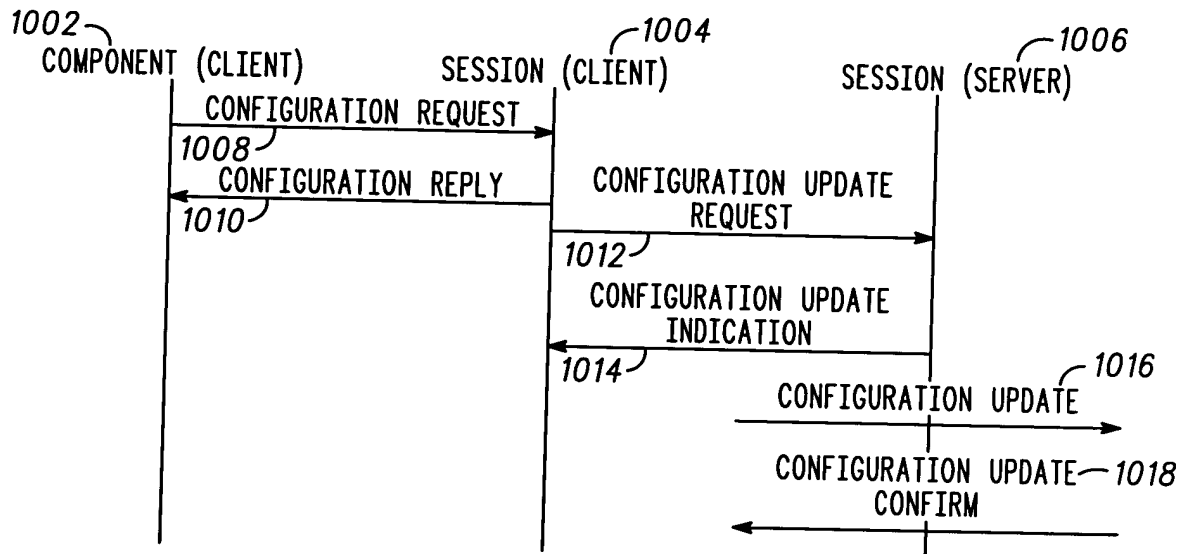 1002
COMPONENT (CLIENT)
1004
SESSION (CLIENT)
1006
SESSION (SERVER)
CONFIGURATION REQUEST
1008
CONFIGURATION REPLY
1010
CONFIGURATION UPDATE
REQUEST
1012
CONFIGURATION UPDATE
INDICATION
1014
1016
CONFIGURATION UPDATE
CONFIGURATION UPDATE
CONFIRM
1018